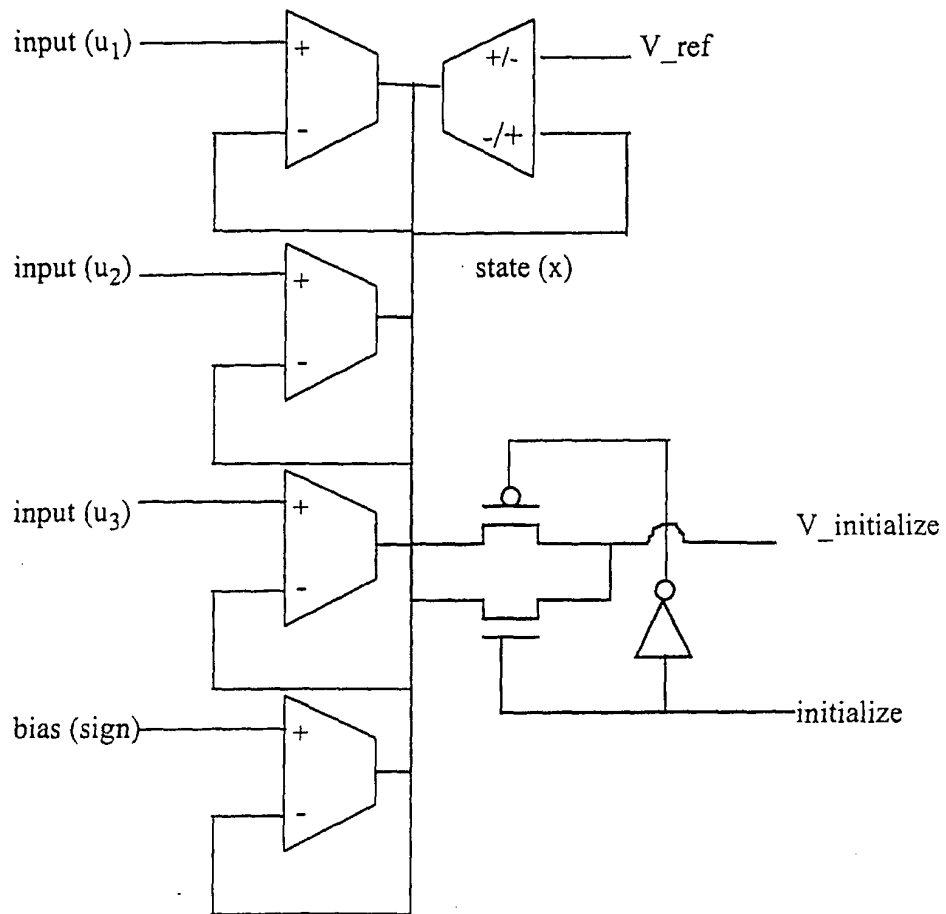 input (u1)
+
-
+/-
-/+
V_ref
input (u2)
+
-
state (x)
input (u3)
+
-
V_initialize
initialize
bias (sign)
+
-